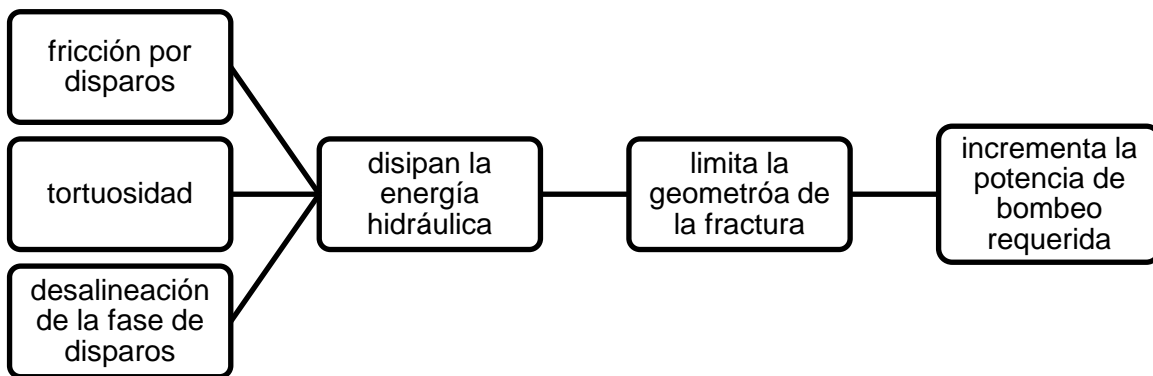 fricción por
disparos
tortuosidad
desalineación
de la fase de
disparos
disipan la
energía
hidráulica
limita la
geometróa de
la fractura
incrementa la
potencia de
bombeo
requerida